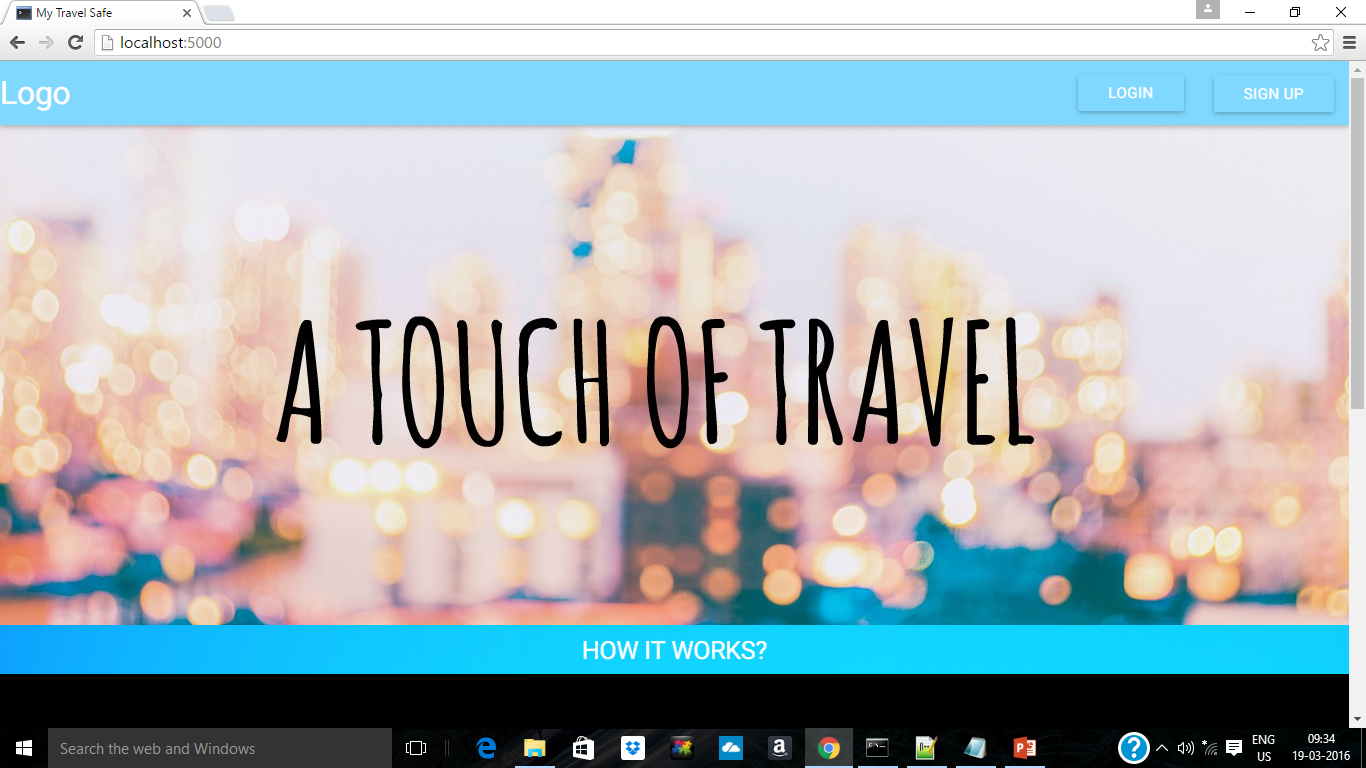 My Travel Safe
localhost:5000
Logo
LOGIN
SIGN UP
A TOUCH OF TRAVEL
HOW IT WORKS?
Search the web and Windows
ENG
US
09:34
19-03-2016